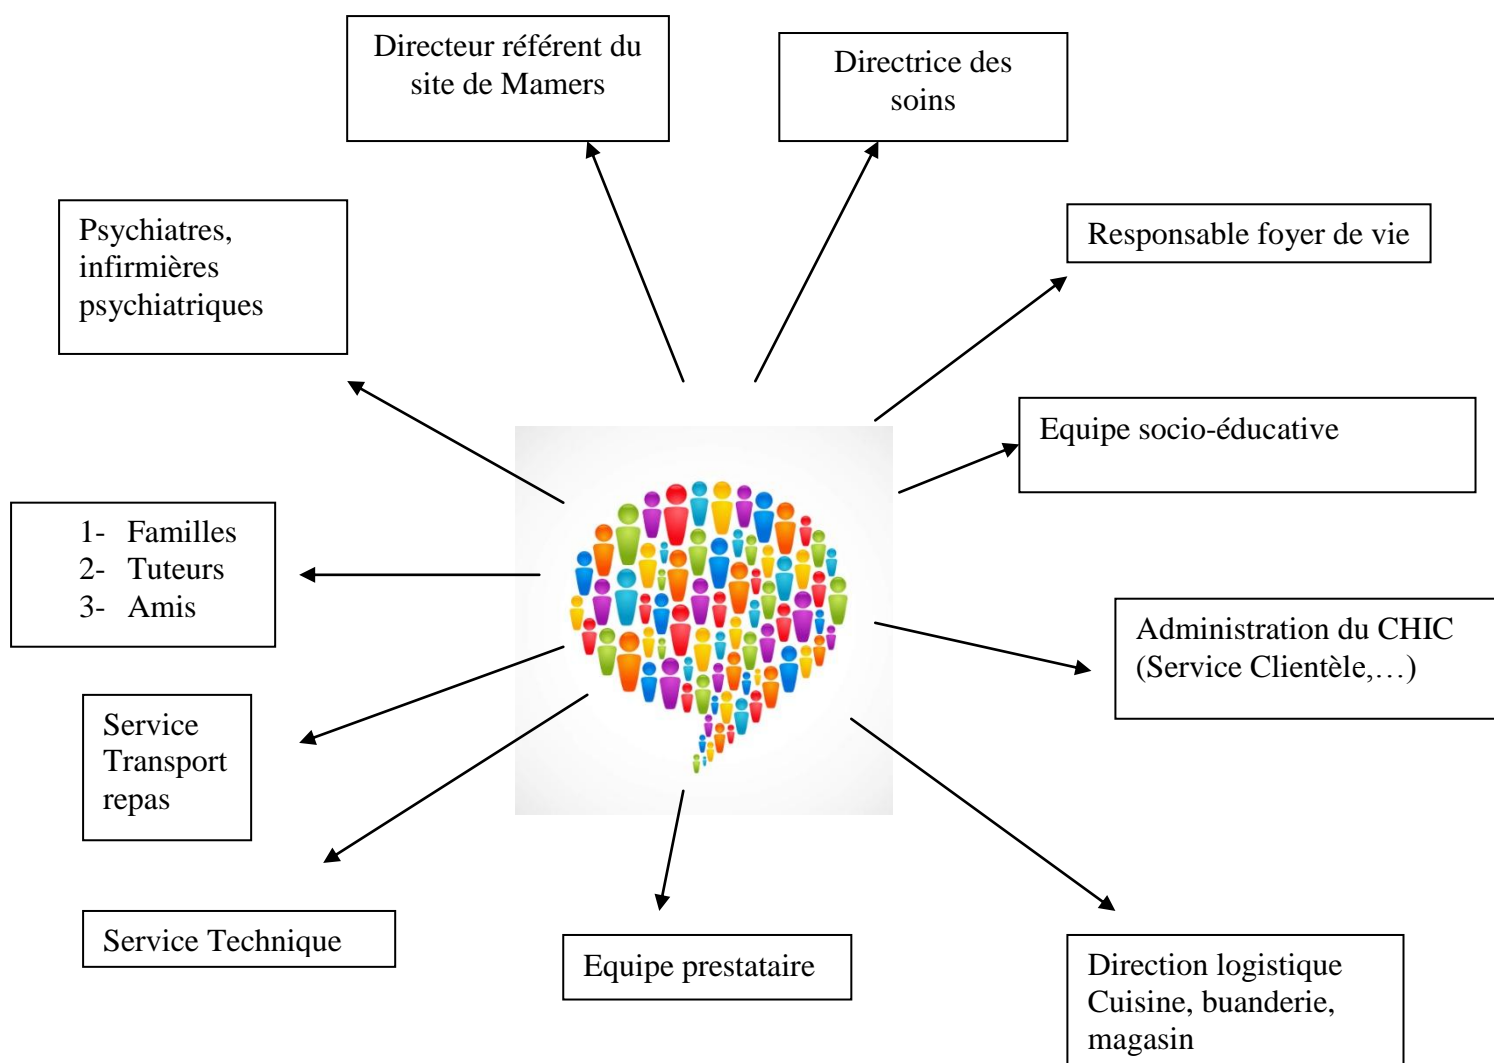 Directeur référent du
site de Mamers
Directrice des
soins
Psychiatres,
infirmières
psychiatriques
Responsable foyer de vie
Equipe socio-éducative
1- Familles
2- Tuteurs
3- Amis
Administration du CHIC
(Service Clientèle,…)
Service
Transport
repas
Service Technique
Equipe prestataire
Direction logistique
Cuisine, buanderie,
magasin